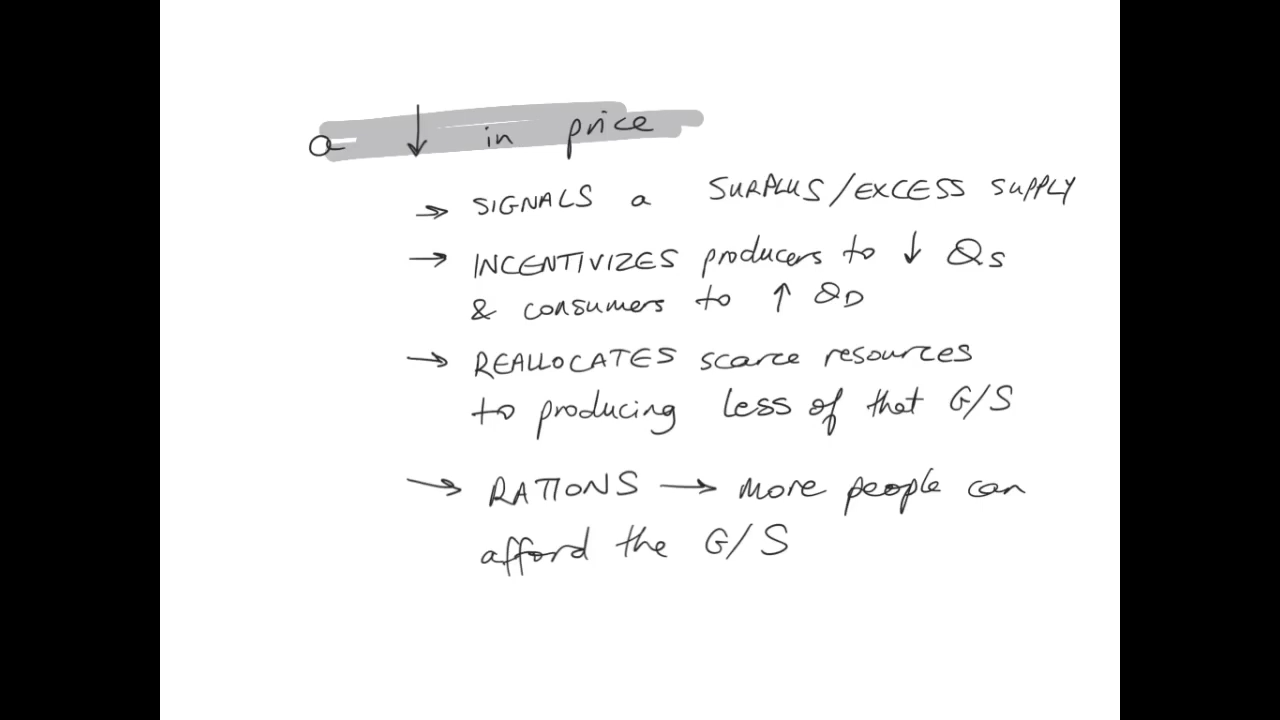 a ↓ in price
→ SIGNALS a SURPLUS/EXCESS SUPPLY
→ INCENTIVIZES producers to ↓ Qs
& consumers to ↑ QD
→ REALLOCATES scarce resources
to producing less of that G/S
→ RATIONS → more people can
afford the G/S